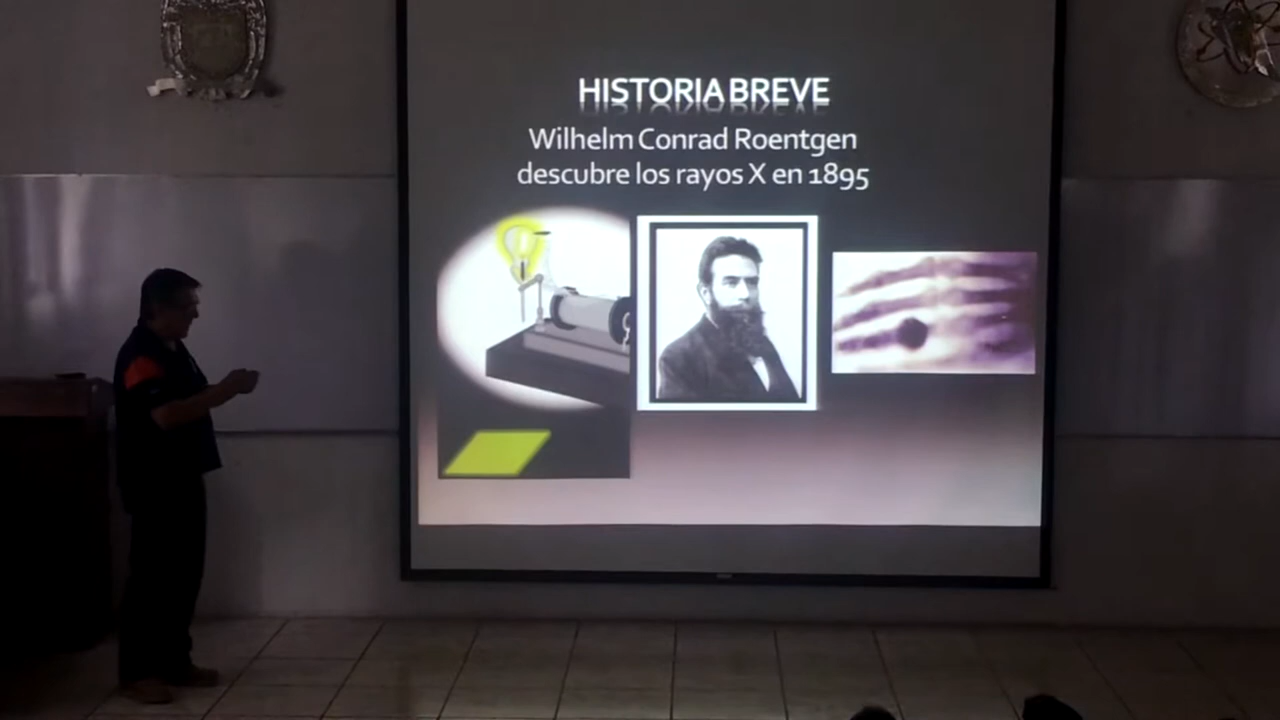 HISTORIA BREVE
Wilhelm Conrad Roentgen
descubre los rayos X en 1895